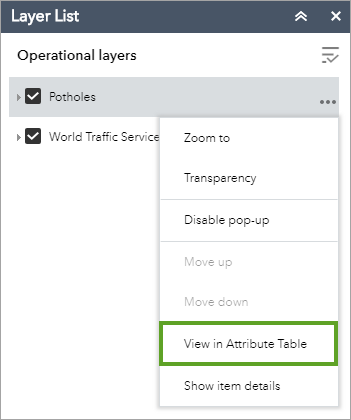 Layer List
Operational layers
Potholes
World Traffic Service
Zoom to
Transparency
Disable pop-up
Move up
Move down
View in Attribute Table
Show item details